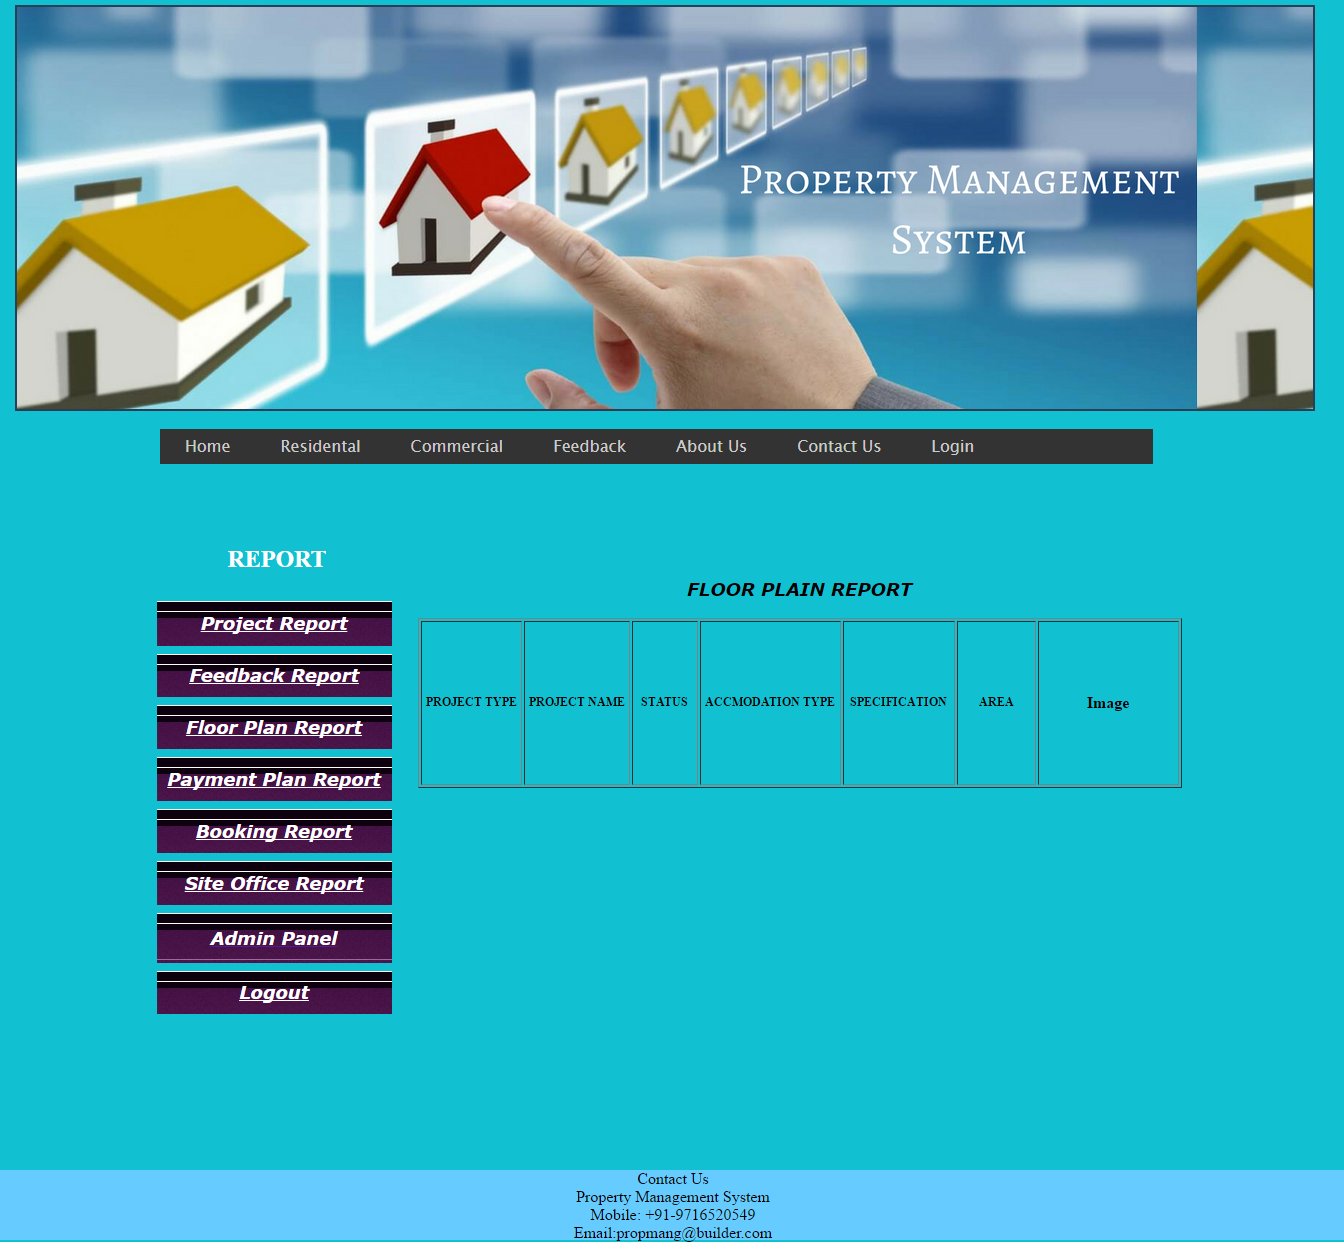 Property Management
System
Home Residental Commercial Feedback About Us Contact Us Login
REPORT
Project Report
Feedback Report
Floor Plan Report
Payment Plan Report
Booking Report
Site Office Report
Admin Panel
Logout
FLOOR PLAIN REPORT
PROJECT TYPE PROJECT NAME STATUS ACCMODATION TYPE SPECIFICATION AREA Image
Contact Us
Property Management System
Mobile: +91-9716520549
Email:propmang@builder.com